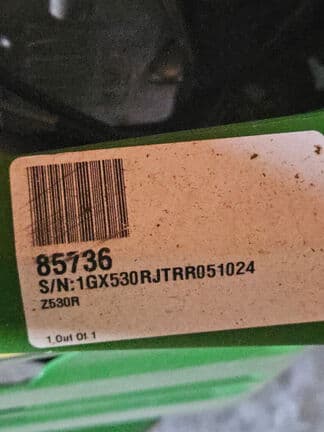 85736
S/N:1GX530RJTRR051024
Z530R
1 Out Of 1